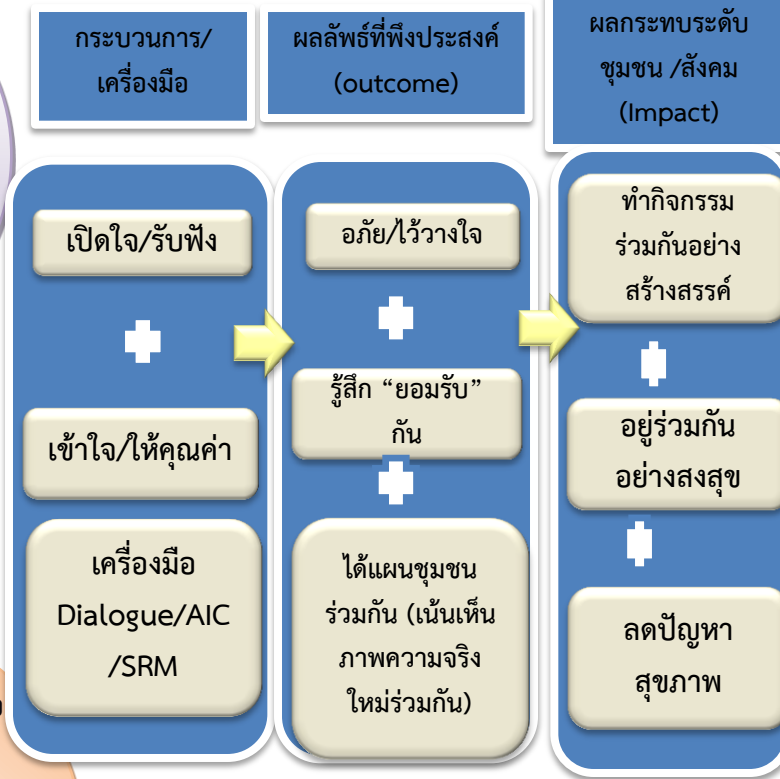 กระบวนการ/
เครื่องมือ
ผลลัพธ์ที่พึงประสงค์
(outcome)
ผลกระทบระดับ
ชุมชน /สังคม
(Impact)
เปิดใจ/รับฟัง
เข้าใจ/ให้คุณค่า
เครื่องมือ
Dialogue/AIC
/SRM
อภัย/ไว้วางใจ
รู้สึก “ยอมรับ”
กัน
ได้แผนชุมชน
ร่วมกัน (เน้นเห็น
ภาพความจริง
ใหม่ร่วมกัน)
ทำกิจกรรม
ร่วมกันอย่าง
สร้างสรรค์
อยู่ร่วมกัน
อย่างสงสุข
ลดปัญหา
สุขภาพ